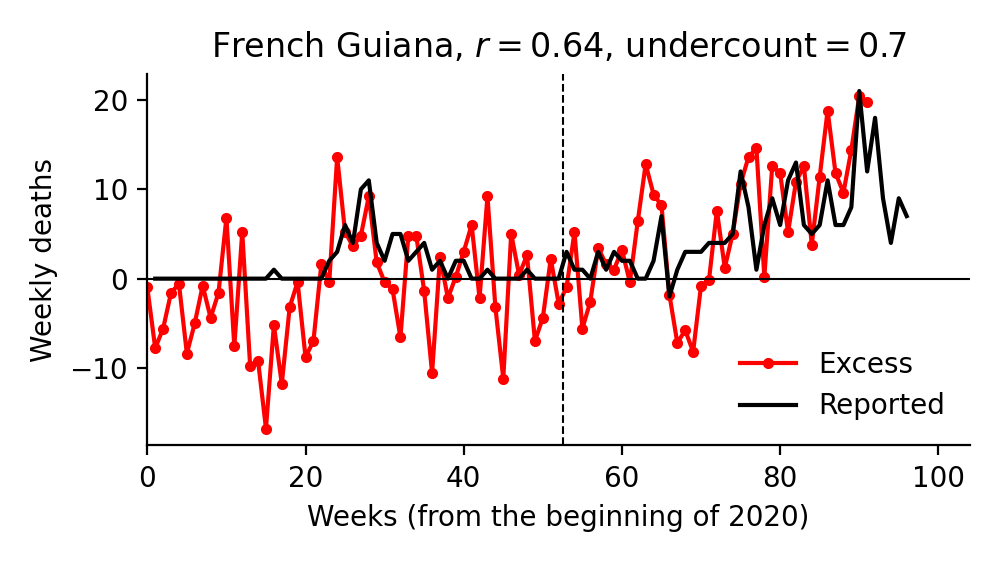 French Guiana, r = 0.64, undercount = 0.7
Weekly deaths
20
10
0
−10
Excess
Reported
0 20 40 60 80 100
Weeks (from the beginning of 2020)